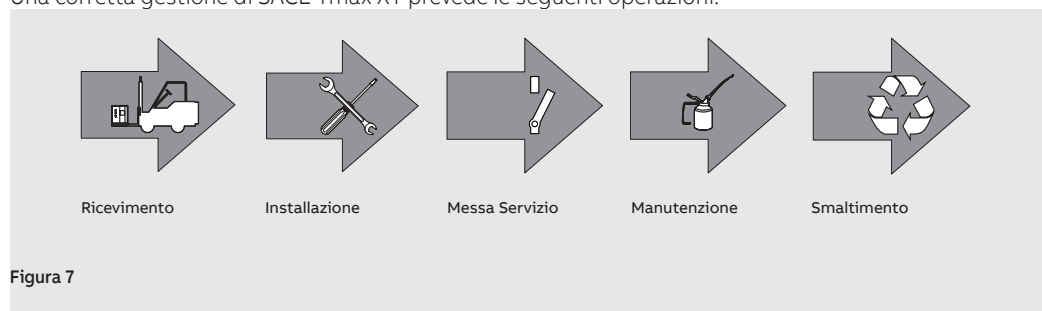 Una corretta gestione di SACE Tmax XT prevede le seguenti operazioni:
Ricevimento Installazione Messa Servizio Manutenzione Smaltimento
Figura 7